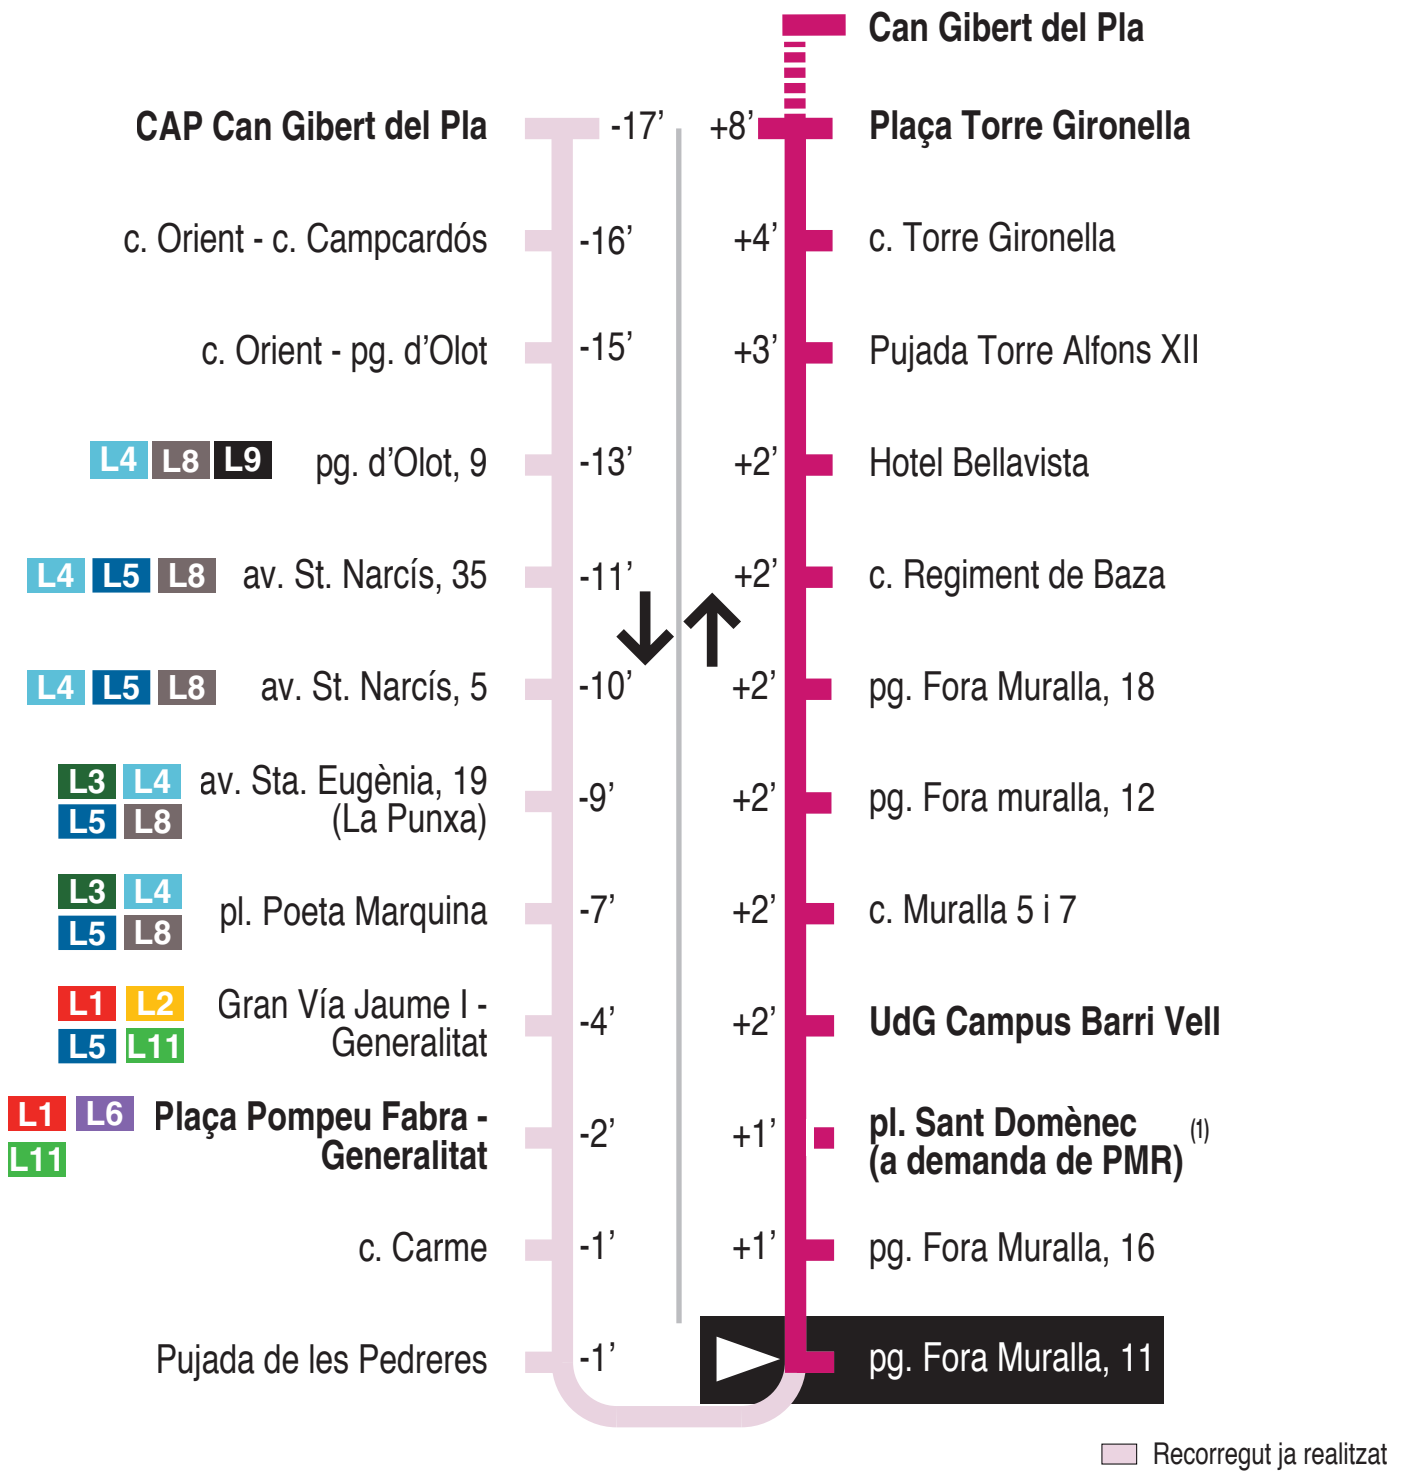 Can Gibert del Pla
CAP Can Gibert del Pla -17’ +8’ Plaça Torre Gironella
c. Orient - c. Campcardós -16’ +4’ c. Torre Gironella
c. Orient - pg. d’Olot -15’ +3’ Pujada Torre Alfons XII
L4 L8 L9 pg. d’Olot, 9 -13’ +2’ Hotel Bellavista
L4 L5 L8 av. St. Narcís, 35 -11’ +2’ c. Regiment de Baza
L4 L5 L8 av. St. Narcís, 5 -10’ +2’ pg. Fora Muralla, 18
L3 L4 av. Sta. Eugènia, 19
L5 L8 (La Punxa) -9’ +2’ pg. Fora muralla, 12
L3 L4
L5 L8 pl. Poeta Marquina -7’ +2’ c. Muralla 5 i 7
L1 L2 Gran Vía Jaume I -
L5 L11 Generalitat -4’ +2’ UdG Campus Barri Vell
L1 L6 Plaça Pompeu Fabra -
L11 Generalitat -2’ +1’ pl. Sant Domènec (1)
(a demanda de PMR)
c. Carme -1’ +1’ pg. Fora Muralla, 16
Pujada de les Pedreres -1’ pg. Fora Muralla, 11
Recorregut ja realitzat